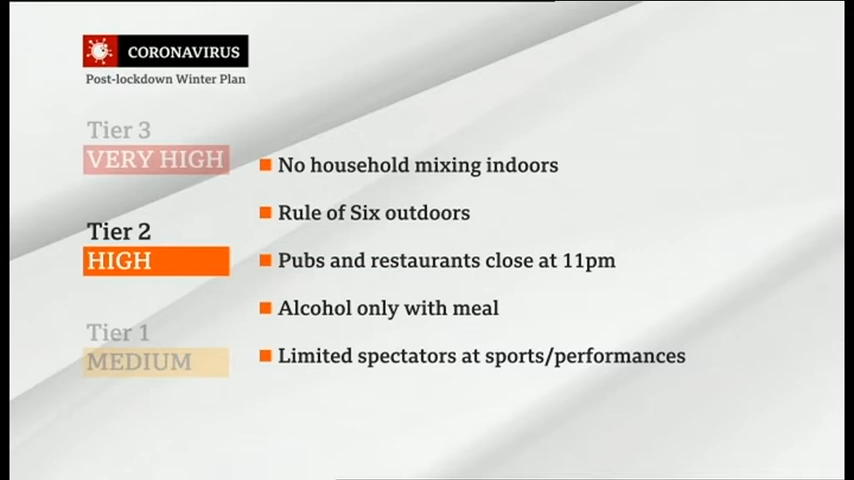 CORONAVIRUS
Post-lockdown Winter Plan
Tier 3
VERY HIGH
Tier 2
HIGH
Tier 1
MEDIUM
No household mixing indoors
Rule of Six outdoors
Pubs and restaurants close at 11pm
Alcohol only with meal
Limited spectators at sports/performances